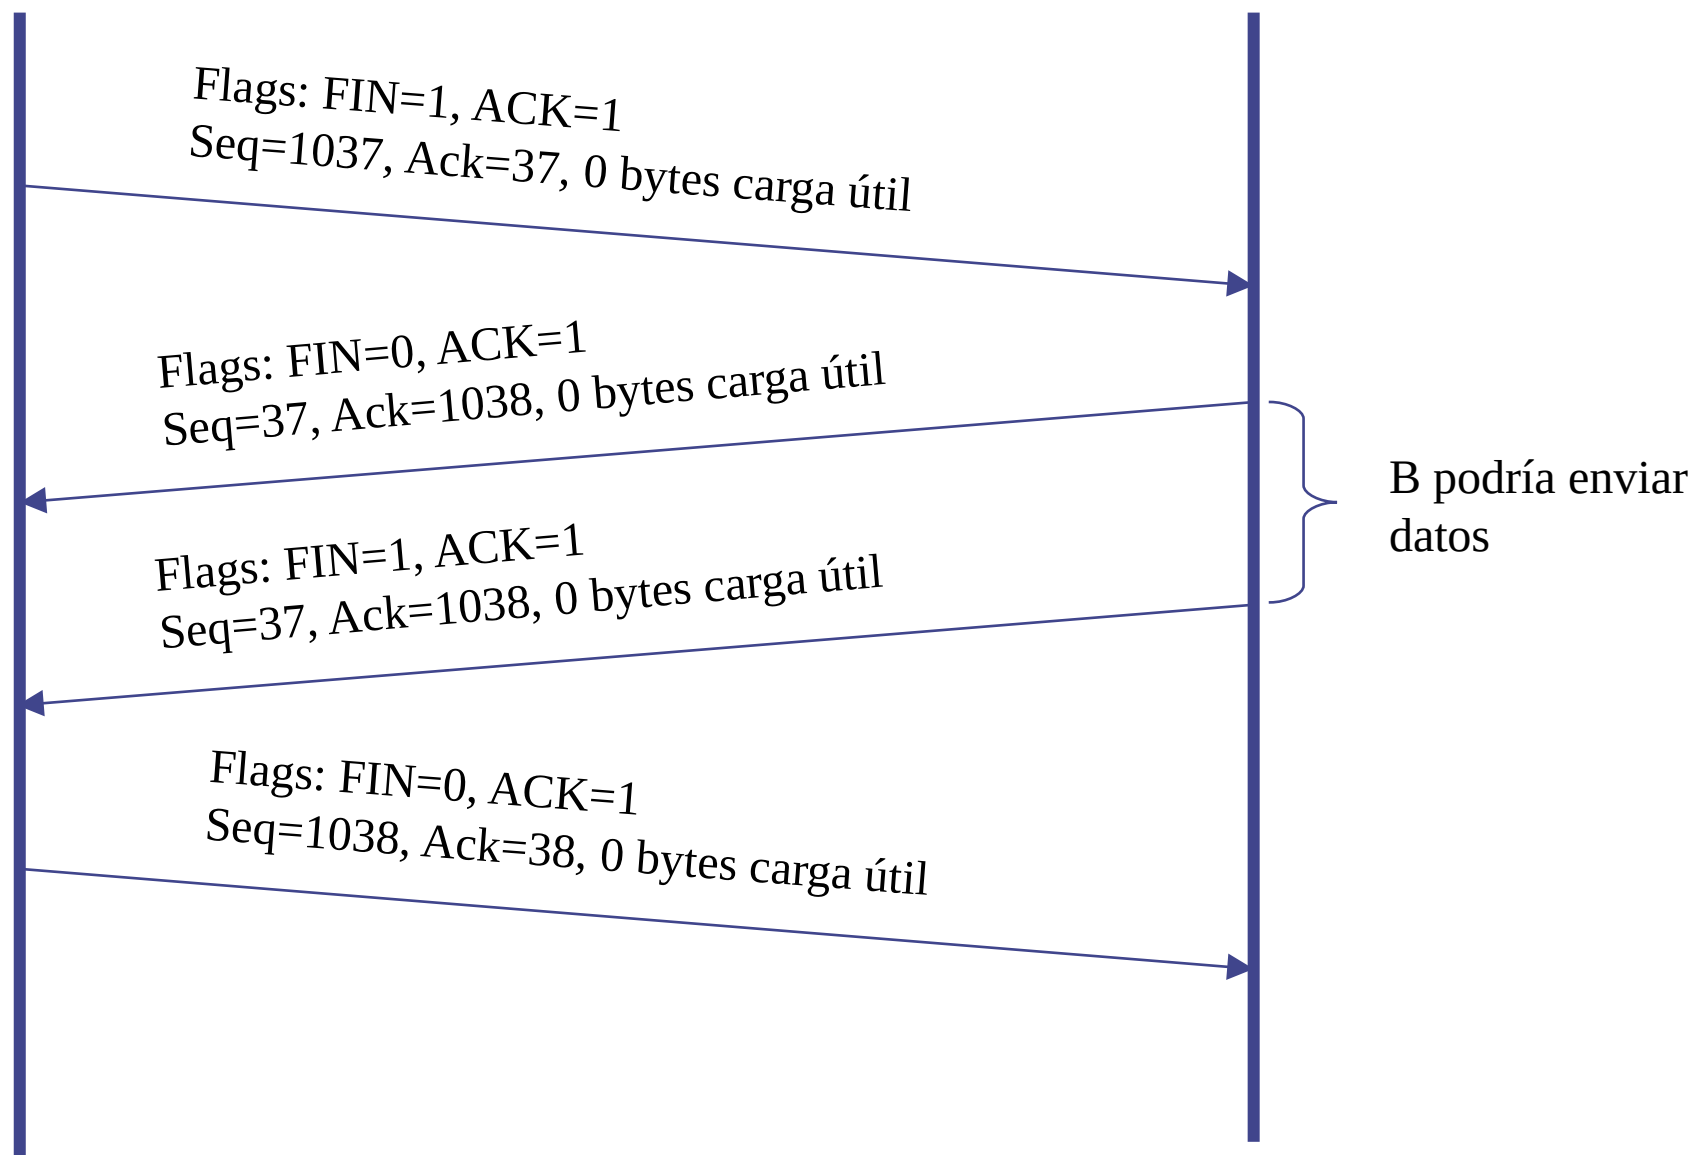 Flags: FIN=1, ACK=1
Seq=1037, Ack=37, 0 bytes carga útil
Flags: FIN=0, ACK=1
Seq=37, Ack=1038, 0 bytes carga útil
B podría enviar
datos
Flags: FIN=1, ACK=1
Seq=37, Ack=1038, 0 bytes carga útil
Flags: FIN=0, ACK=1
Seq=1038, Ack=38, 0 bytes carga útil